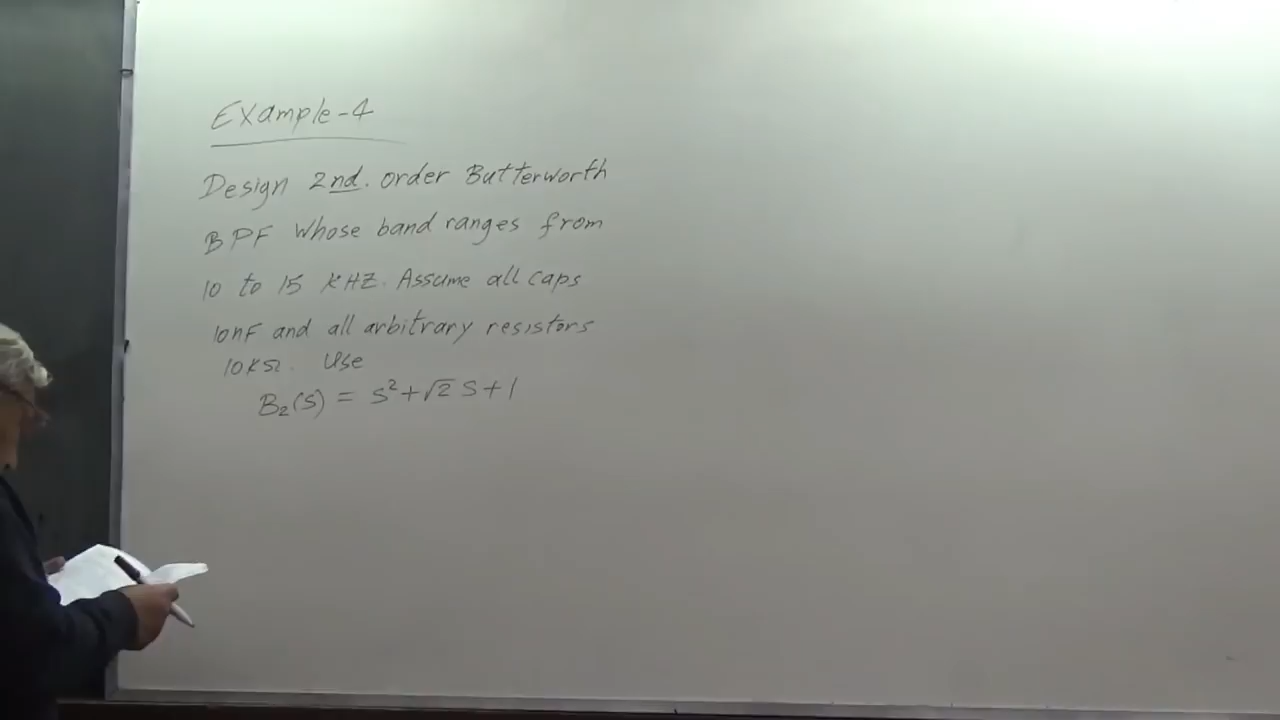 Example-4
Design 2nd. order Butterworth
BPF whose band ranges from
10 to 15 KHZ. Assume all caps
10nF and all arbitrary resistors
10KΩ. Use
B₂(S) = S²+√2 S+1